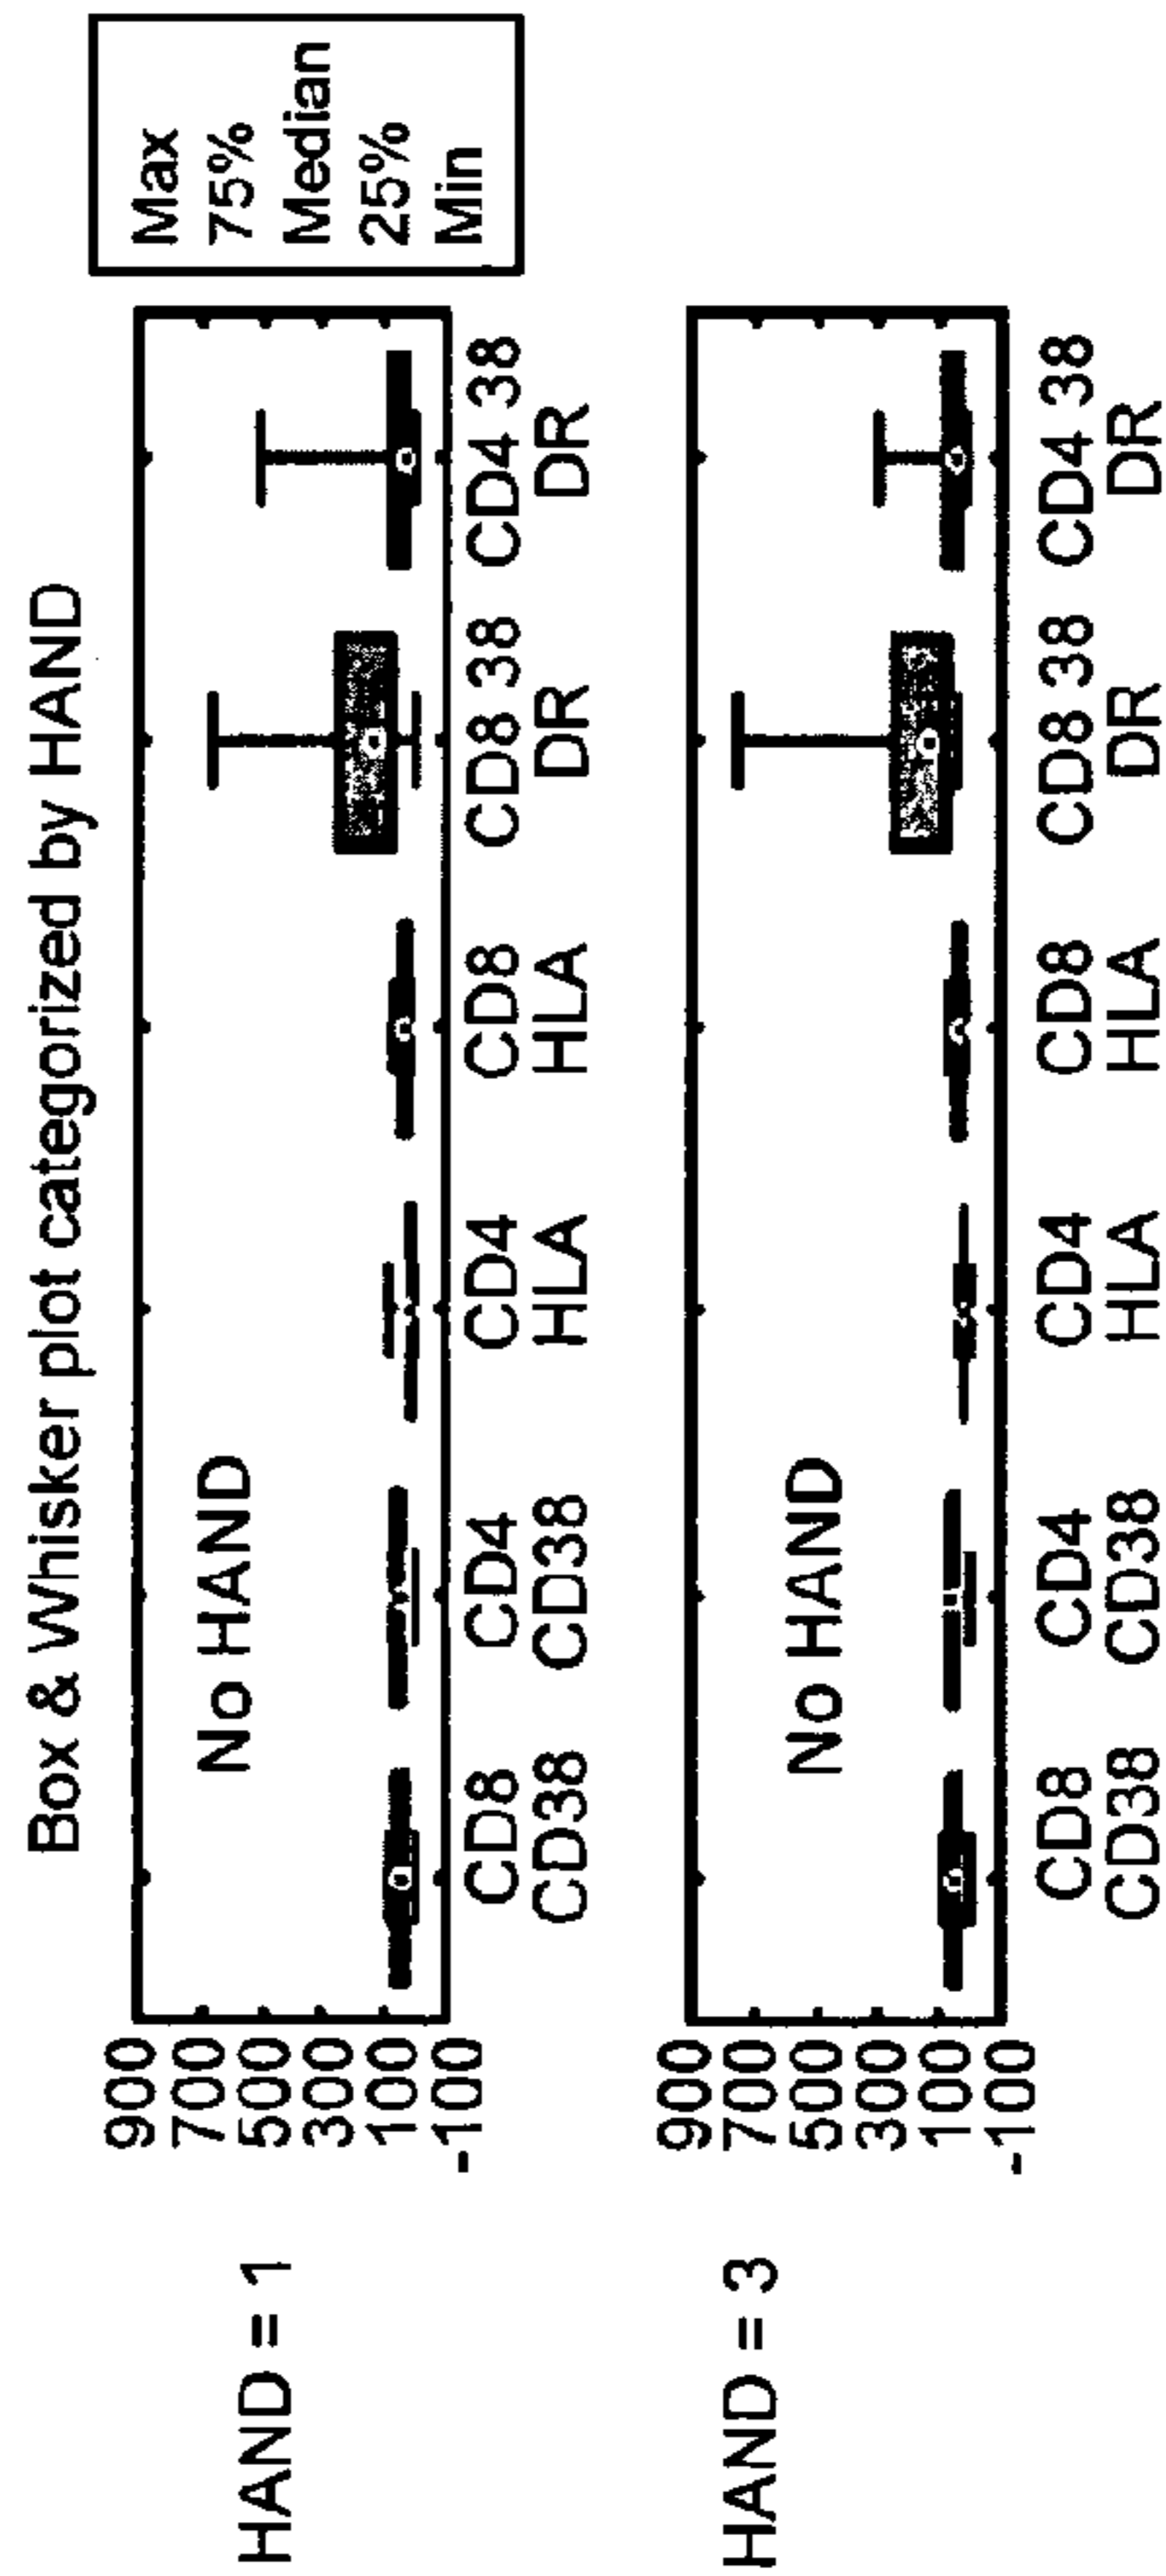 Box & Whisker plot categorized by HAND
HAND = 1
900
700
500
300
100
-100
No HAND
CD8
CD38
CD4
CD38
CD4
HLA
CD8
HLA
CD8 38
DR
CD4 38
DR
Max
75%
Median
25%
Min
HAND = 3
900
700
500
300
100
-100
No HAND
CD8
CD38
CD4
CD38
CD4
HLA
CD8
HLA
CD8 38
DR
CD4 38
DR